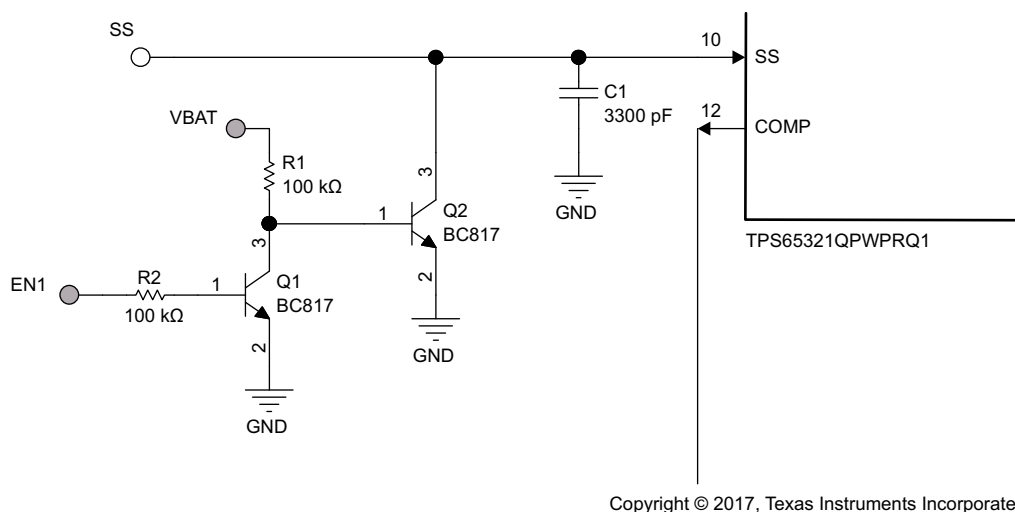 SS
10
SS
C1
3300 pF
12
COMP
VBAT
R1
100 kΩ
3
1
Q2
BC817
GND
TPS65321QPWPRQ1
3
EN1
R2
100 kΩ
1
Q1
BC817
2
GND
2
GND
Copyright © 2017, Texas Instruments Incorporate